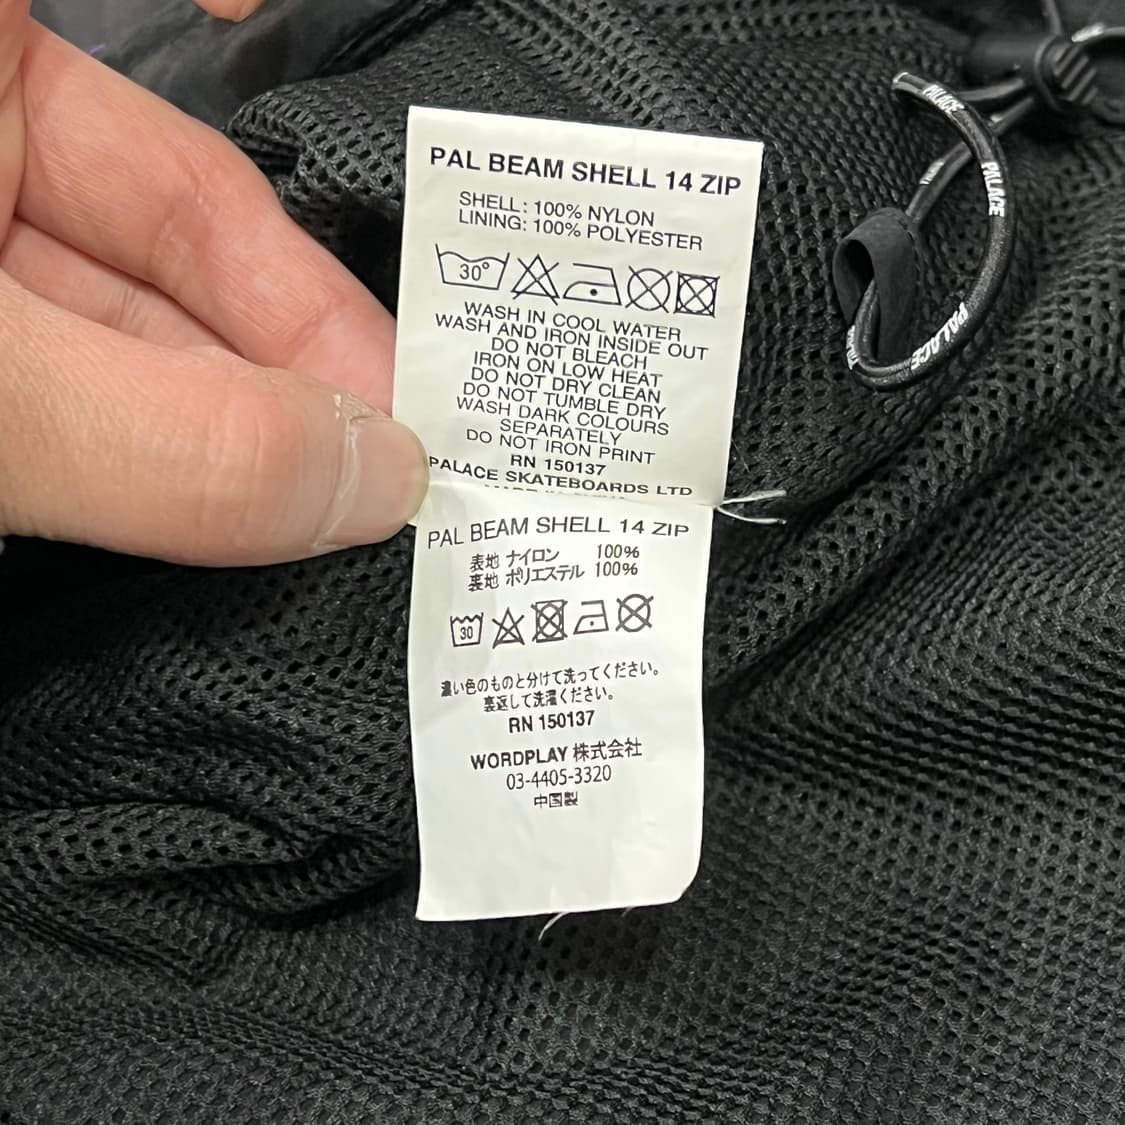 PAL BEAM SHELL 14 ZIP
SHELL: 100% NYLON
LINING: 100% POLYESTER
30°
WASH IN COOL WATER
WASH AND IRON INSIDE OUT
DO NOT BLEACH
IRON ON LOW HEAT
DO NOT DRY CLEAN
DO NOT TUMBLE DRY
WASH DARK COLOURS
SEPARATELY
DO NOT IRON PRINT
RN 150137
PALACE SKATEBOARDS LTD
PAL BEAM SHELL 14 ZIP
表地 ナイロン 100%
裏地 ポリエステル 100%
30
濃い色のものと分けて洗ってください。
裏返して洗濯ください。
RN 150137
WORDPLAY 株式会社
03-4405-3320
中国製
PALACE
PALACE
PALACE